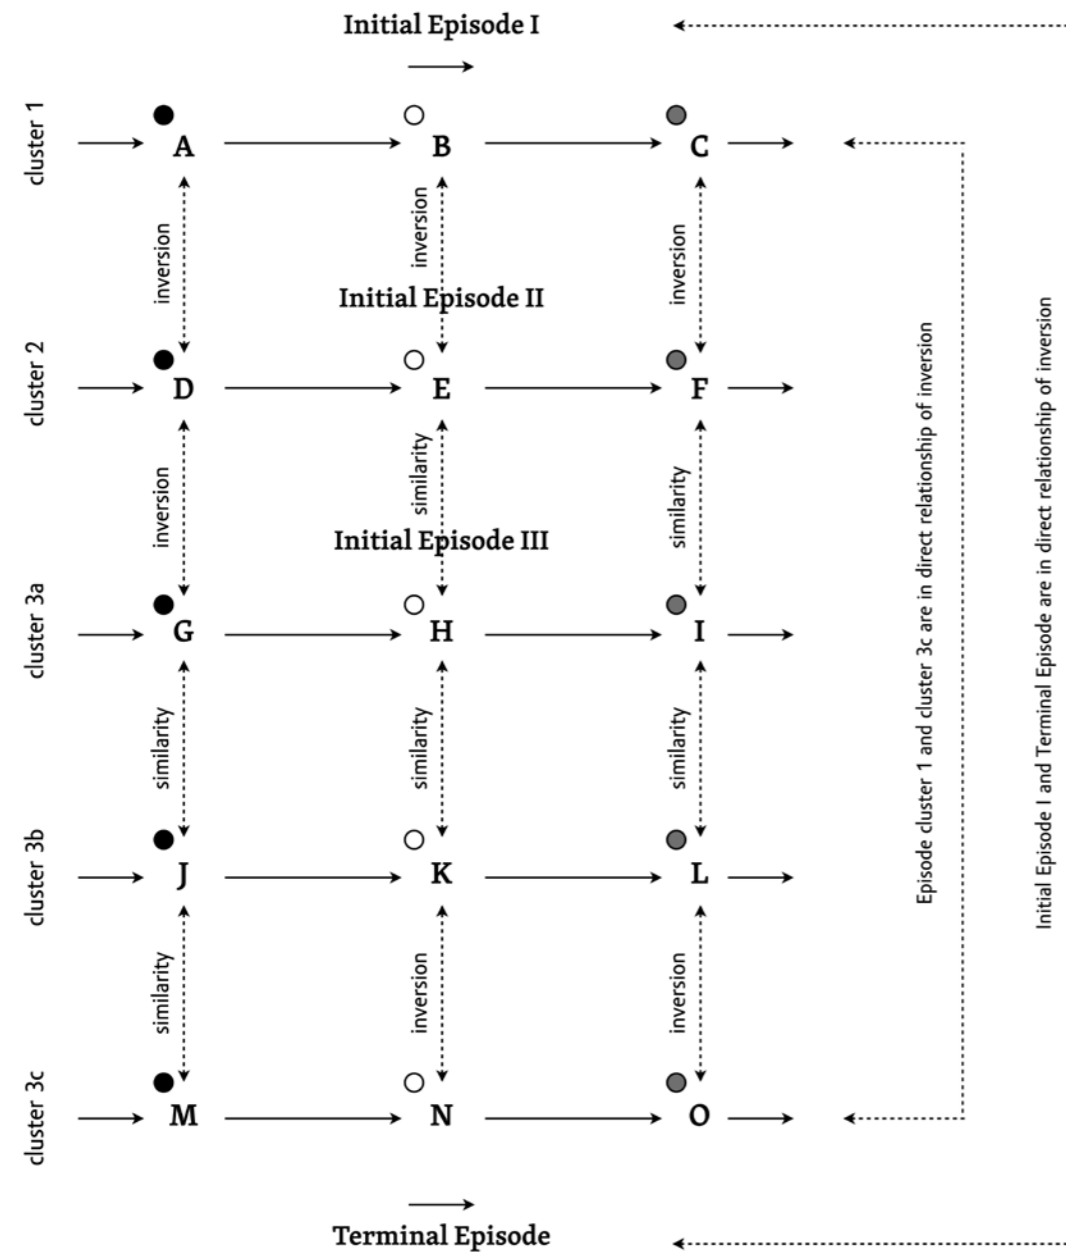 Initial Episode I
cluster 1
A
B
C
inversion
inversion
inversion
Initial Episode II
cluster 2
D
E
F
inversion
similarity
similarity
Initial Episode III
cluster 3a
G
H
I
similarity
similarity
similarity
cluster 3b
J
K
L
similarity
inversion
inversion
cluster 3c
M
N
O
Terminal Episode
Episode cluster 1 and cluster 3c are in direct relationship of inversion
Initial Episode I and Terminal Episode are in direct relationship of inversion